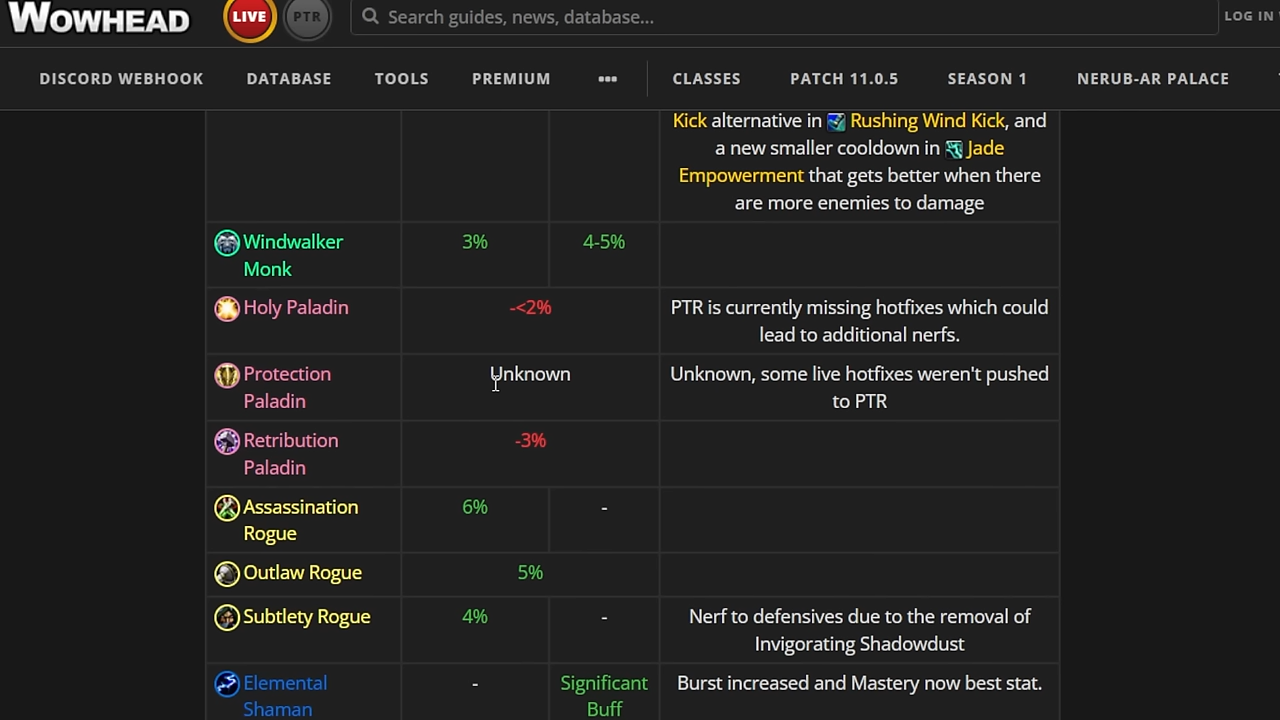 WOWHEAD
LIVE
PTR
Search guides, news, database...
LOG IN
DISCORD WEBHOOK
DATABASE
TOOLS
PREMIUM
•••
CLASSES
PATCH 11.0.5
SEASON 1
NERUB-AR PALACE
Kick alternative in Rushing Wind Kick, and
a new smaller cooldown in Jade
Empowerment that gets better when there
are more enemies to damage
Windwalker
Monk
3%
4-5%
Holy Paladin
-<2%
PTR is currently missing hotfixes which could
lead to additional nerfs.
Protection
Paladin
Unknown
Unknown, some live hotfixes weren't pushed
to PTR
Retribution
Paladin
-3%
Assassination
Rogue
6%
-
Outlaw Rogue
5%
Subtlety Rogue
4%
-
Nerf to defensives due to the removal of
Invigorating Shadowdust
Elemental
Shaman
-
Significant
Buff
Burst increased and Mastery now best stat.